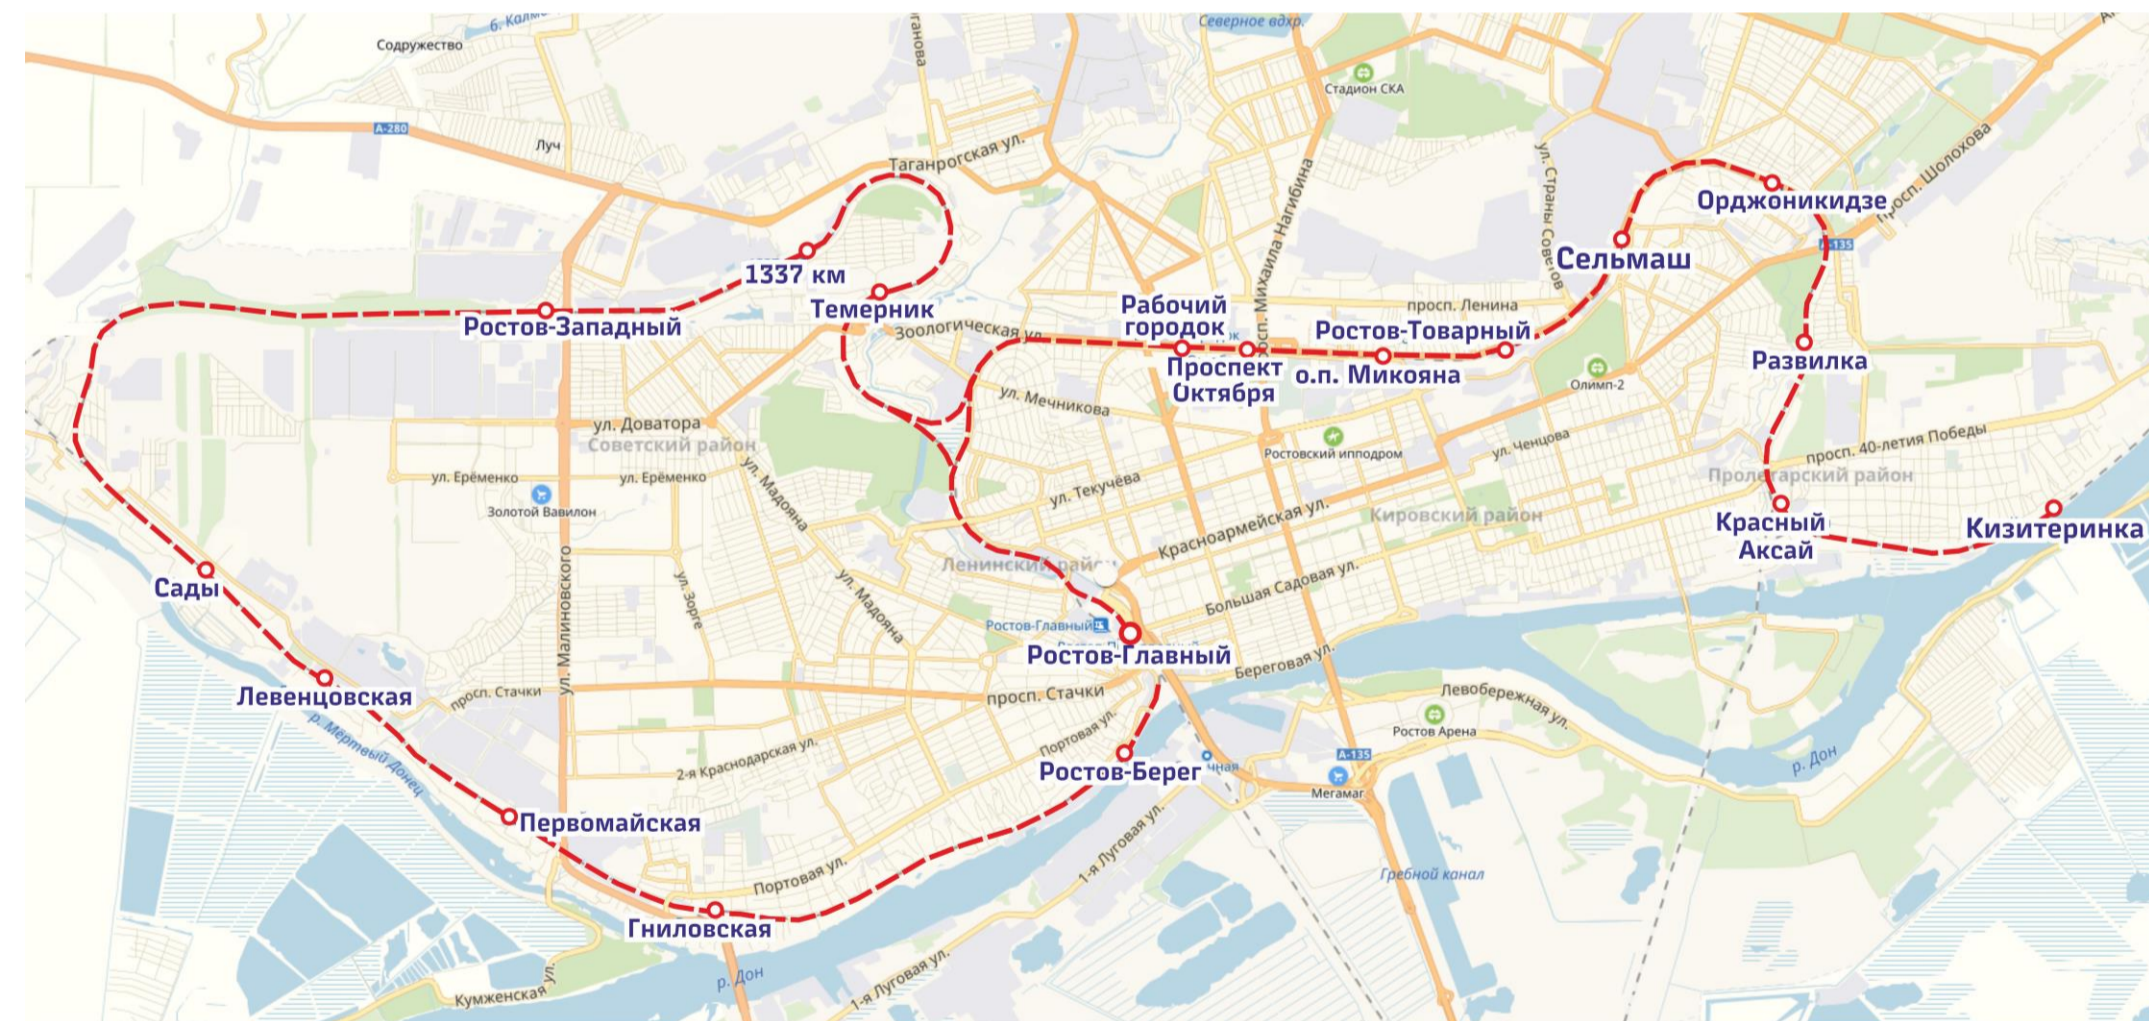 Северное вдхр.
Содружество
Стадион СКА
А-280
Луч
Таганрогская ул.
ул. Страны Советов
просп. Шолохова
Орджоникидзе
просп. Михаила Нагибина
А-135
Сельмаш
1337 км
Темерник
Рабочий
городок
просп. Ленина
Ростов-Западный
Зоологическая ул.
Ростов-Товарный
Проспект
Октября
о.п. Микояна
Развилка
Олимп-2
ул. Мечникова
ул. Доватора
Советский район
Ростовский ипподром
ул. Ченцова
просп. 40-летия Победы
Пролетарский район
ул. Ерёменко
ул. Ерёменко
ул. Мадояна
ул. Текучёва
Золотой Вавилон
Красноармейская ул.
Кировский район
Красный
Аксай
Кизитеринка
Ленинский район
Сады
ул. Малиновского
ул. Зорге
ул. Мадояна
Большая Садовая ул.
Ростов-Главный
Ростов-Главный
Береговая ул.
Левенцовская
просп. Стачки
просп. Стачки
Левобережная ул.
Ростов Арена
р. Мёртвый Донец
2-я Краснодарская ул.
Портовая ул.
Ростов-Берег
А-135
Мегамаг
р. Дон
Первомайская
1-я Луговая ул.
Портовая ул.
Гребной канал
Гниловская
р. Дон
1-я Луговая ул.
Кумженская ул.